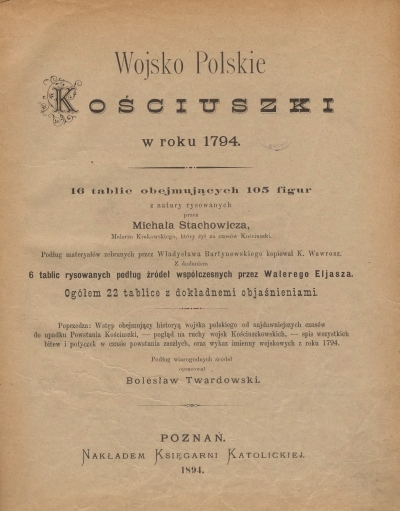 Wojsko Polskie
KOŚCIUSZKI
w roku 1794.
16 tablic obejmujących 105 figur
z natury rysowanych
przez
Michała Stachowicza,
Malarza Krakowskiego, który żył za czasów Kościuszki.
Podług materyałów zebranych przez Władysława Bartynowskiego kopiował K. Wawrosz.
Z dodaniem
6 tablic rysowanych podług źródeł współczesnych przez Walerego Eljasza.
Ogółem 22 tablice z dokładnemi objaśnieniami.
Poprzedza: Wstęp obejmujący historyą wojska polskiego od najdawniejszych czasów
do upadku Powstania Kościuszki, — pogląd na ruchy wojsk Kościuszkowskich, — spis wszystkich
bitew i potyczek w czasie powstania zaszłych, oraz wykaz imienny wojskowych z roku 1794.
Podług wiarogodnych źródeł
opracował
Bolesław Twardowski.
POZNAŃ.
NAKŁADEM KSIĘGARNI KATOLICKIEJ.
1894.